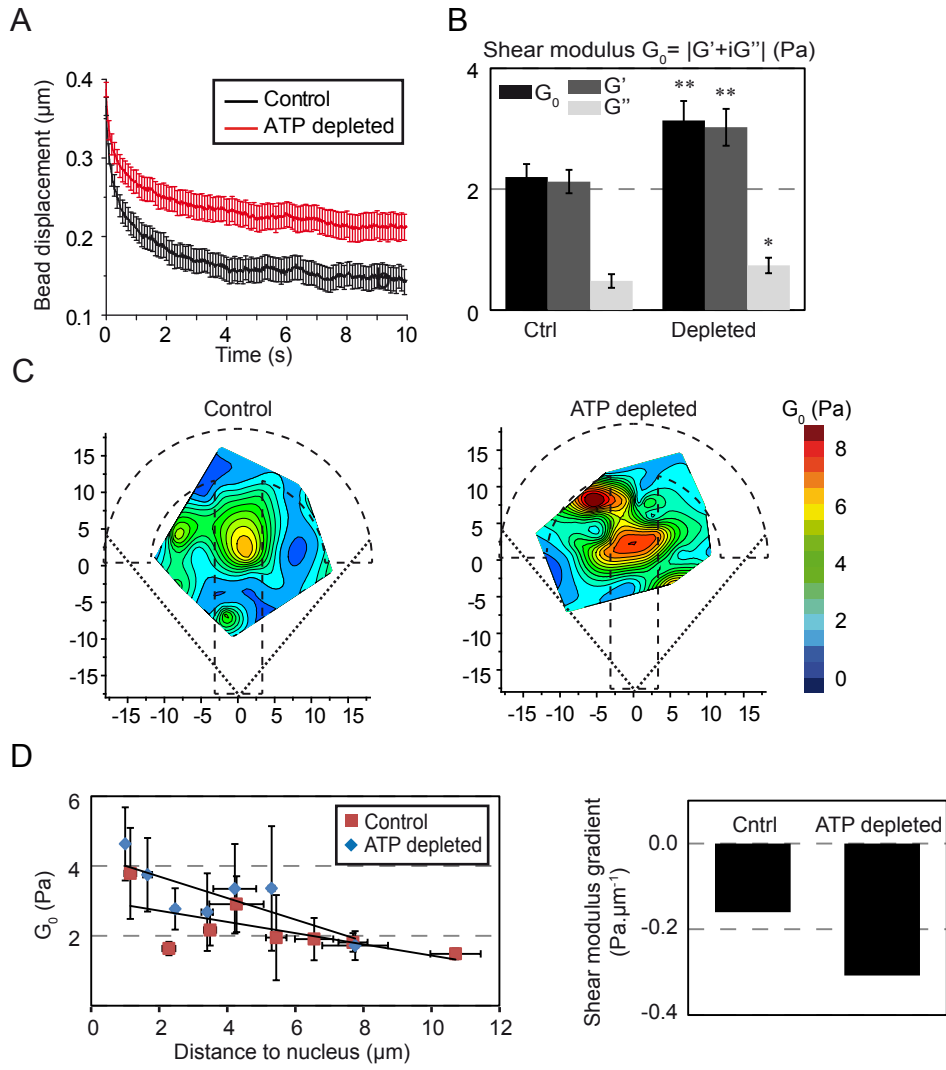 A
Bead displacement (µm)
0.4
0.3
0.2
0.1
0 2 4 6 8 10
Time (s)
Control
ATP depleted
B
Shear modulus G0= |G'+iG''| (Pa)
4
2
0
G0
G'
G''
** **
*
Ctrl Depleted
C
Control
15
10
5
0
-5
-10
-15
-15 -10 -5 0 5 10 15
ATP depleted
15
10
5
0
-5
-10
-15
-15 -10 -5 0 5 10 15
G0 (Pa)
8
6
4
2
0
D
G0 (Pa)
6
4
2
0 2 4 6 8 10 12
Distance to nucleus (µm)
Control
ATP depleted
Shear modulus gradient
(Pa.µm-1)
0.0
-0.2
-0.4
Cntrl ATP depleted